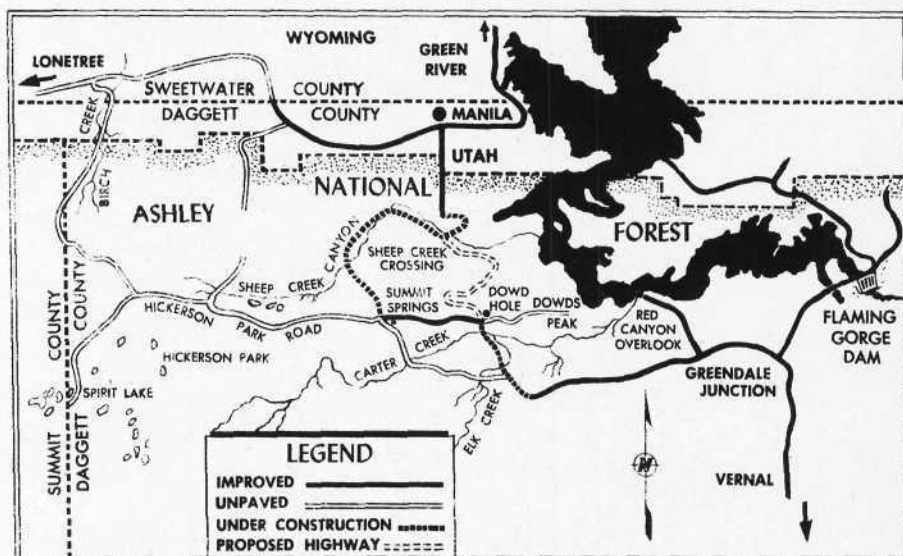 WYOMING
GREEN
RIVER
LONETREE
SWEETWATER COUNTY
DAGGETT COUNTY
MANILA
UTAH
CREEK
BIRCH
NATIONAL
ASHLEY
FOREST
CANYON
SHEEP CREEK
CROSSING
SHEEP CREEK
SUMMIT
SPRINGS
DOWD
HOLE
DOWDS
PEAK
RED
CANYON
OVERLOOK
FLAMING
GORGE
DAM
HICKERSON PARK ROAD
COUNTY
COUNTY
HICKERSON PARK
CARTER CREEK
GREENDALE
JUNCTION
SPIRIT LAKE
ELK CREEK
SUMMIT
DAGGETT
N
VERNAL
LEGEND
IMPROVED
UNPAVED
UNDER CONSTRUCTION
PROPOSED HIGHWAY